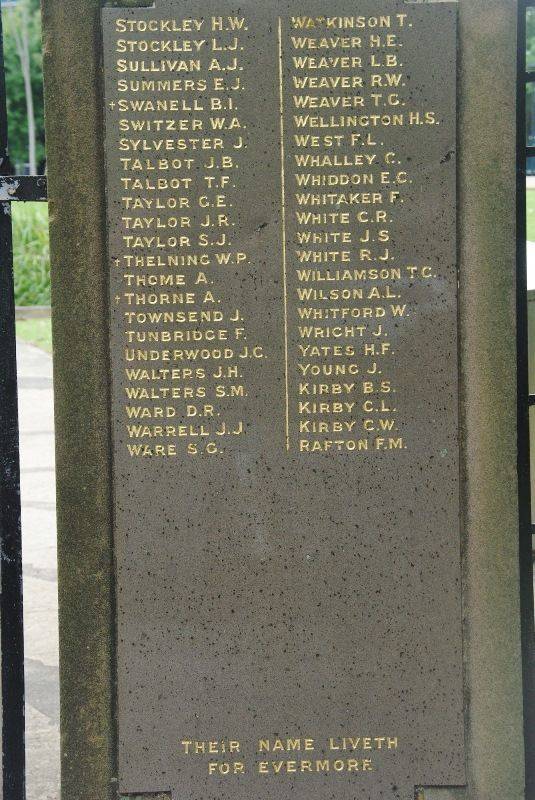 STOCKLEY H.W.
STOCKLEY L.J.
SULLIVAN A.J.
SUMMERS E.J.
†SWANELL B.I.
SWITZER W.A.
SYLVESTER J.
TALBOT J.B.
TALBOT T.F.
TAYLOR G.E.
TAYLOR J.R.
TAYLOR S.J.
†THELNING W.P.
THOME A.
†THORNE A.
TOWNSEND J.
TUNBRIDGE F.
UNDERWOOD J.C.
WALTERS J.H.
WALTERS S.M.
WARD D.R.
WARRELL J.J
WARE S.G.
WATKINSON T.
WEAVER H.E.
WEAVER L.B.
WEAVER R.W.
WEAVER T.G.
WELLINGTON H.S.
WEST F.L.
WHALLEY C.
WHIDDON E.C.
WHITAKER F.
WHITE C.R.
WHITE J.S
WHITE R.J.
WILLIAMSON T.G.
WILSON A.L.
WHITFORD W.
WRIGHT J.
YATES H.F.
YOUNG J.
KIRBY B.S.
KIRBY C.L.
KIRBY C.W.
RAFTON F.M.
THEIR NAME LIVETH
FOR EVERMORE